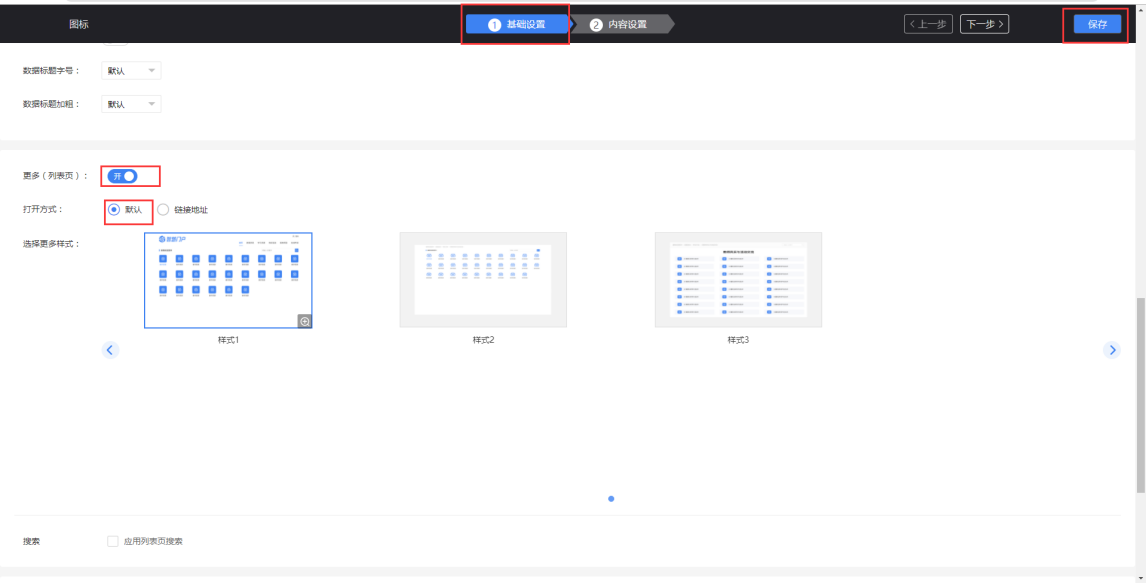 图标
1 基础设置
2 内容设置
<上一步
下一步>
保存
数据标题字号：
默认
数据标题加粗：
默认
更多（列表页）：
开
打开方式：
默认
链接地址
选择更多样式：
样式1
样式2
样式3
搜索
应用列表页搜索